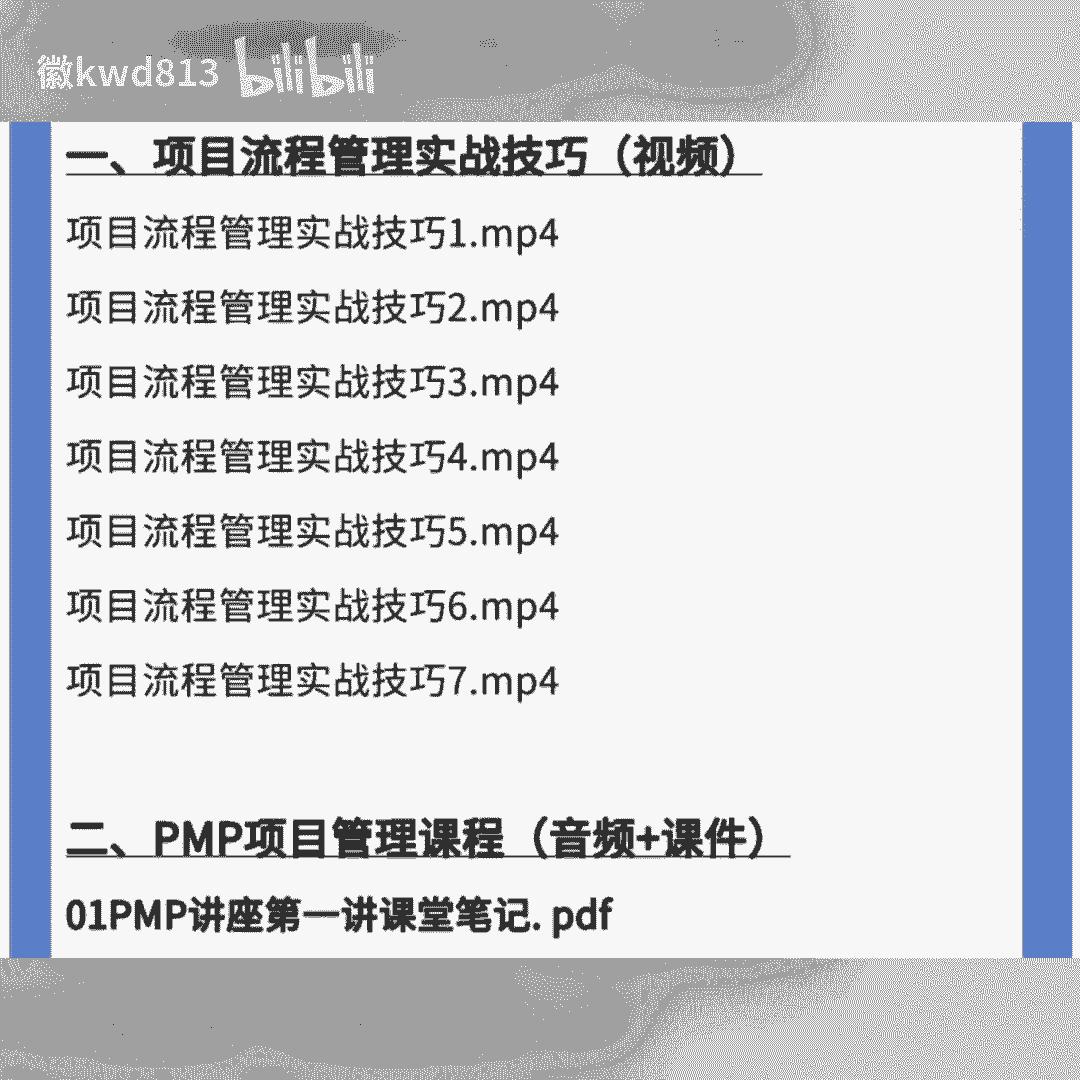 徽kwd813 bilibili
一、项目流程管理实战技巧（视频）
项目流程管理实战技巧1.mp4
项目流程管理实战技巧2.mp4
项目流程管理实战技巧3.mp4
项目流程管理实战技巧4.mp4
项目流程管理实战技巧5.mp4
项目流程管理实战技巧6.mp4
项目流程管理实战技巧7.mp4
二、PMP项目管理课程（音频+课件）
01PMP讲座第一讲课堂笔记. pdf